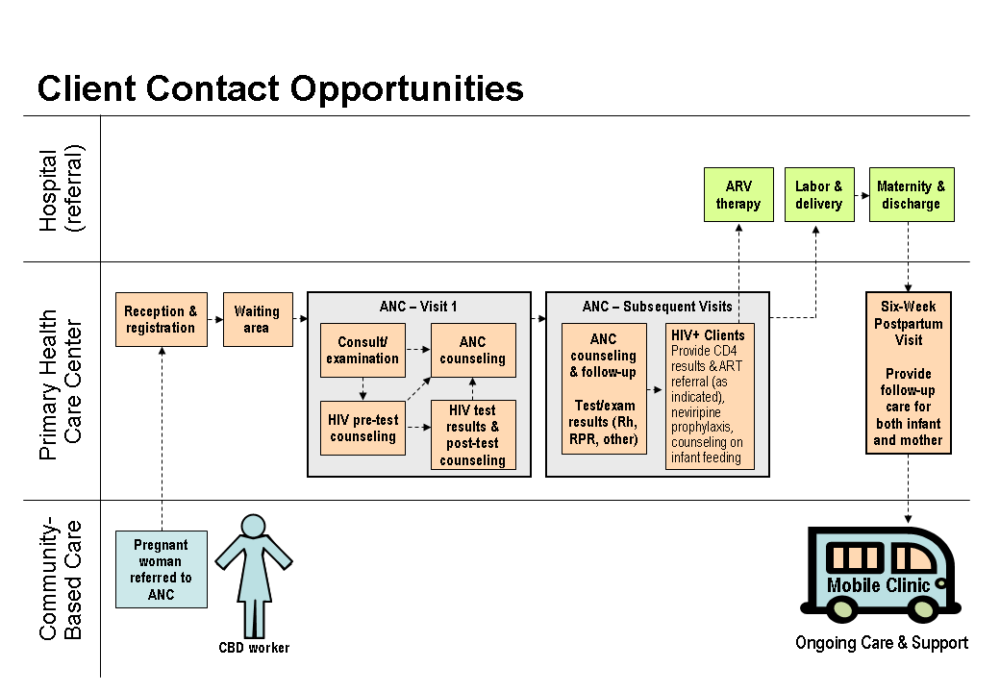 Client Contact Opportunities
Hospital
(referral)
ARV
therapy
Labor &
delivery
Maternity &
discharge
Primary Health
Care Center
Reception &
registration
Waiting
area
ANC – Visit 1
Consult/
examination
ANC
counseling
HIV pre-test
counseling
HIV test
results &
post-test
counseling
ANC – Subsequent Visits
ANC
counseling
& follow-up
Test/exam
results (Rh,
RPR, other)
HIV+ Clients
Provide CD4
results & ART
referral (as
indicated),
neviripine
prophylaxis,
counseling on
infant feeding
Six-Week
Postpartum
Visit
Provide
follow-up
care for
both infant
and mother
Community-
Based Care
Pregnant
woman
referred to
ANC
CBD worker
Mobile Clinic
Ongoing Care & Support